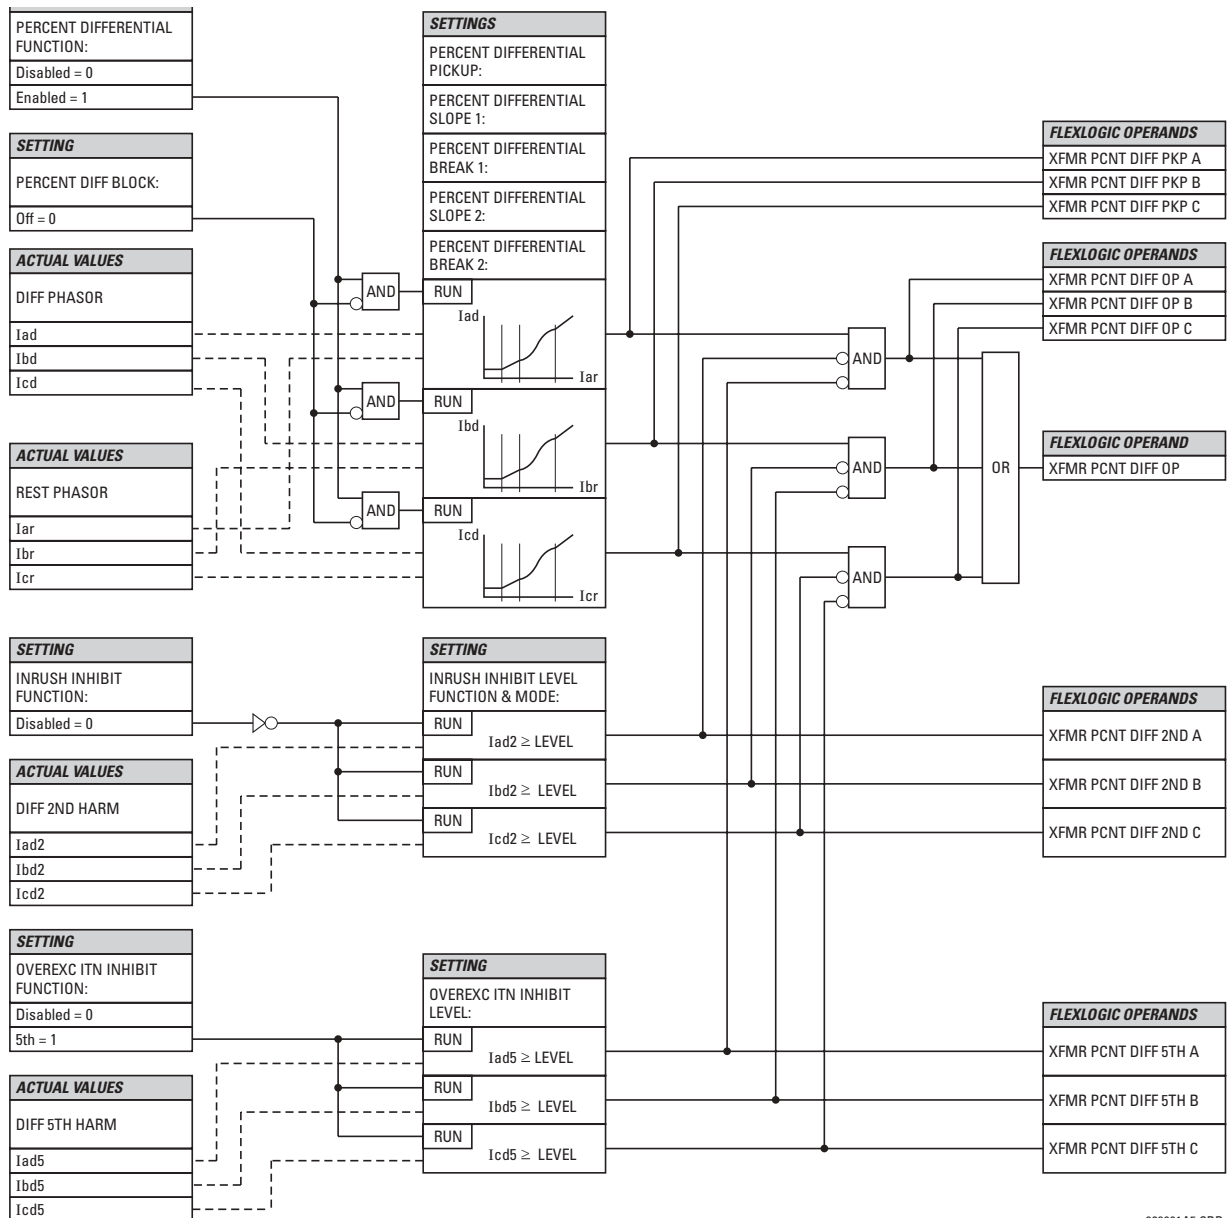 PERCENT DIFFERENTIAL
FUNCTION:
Disabled = 0
Enabled = 1
SETTING
PERCENT DIFF BLOCK:
Off = 0
ACTUAL VALUES
DIFF PHASOR
Iad
Ibd
Icd
ACTUAL VALUES
REST PHASOR
Iar
Ibr
Icr
SETTING
INRUSH INHIBIT
FUNCTION:
Disabled = 0
ACTUAL VALUES
DIFF 2ND HARM
Iad2
Ibd2
Icd2
SETTING
OVEREXC ITN INHIBIT
FUNCTION:
Disabled = 0
5th = 1
ACTUAL VALUES
DIFF 5TH HARM
Iad5
Ibd5
Icd5
AND
AND
AND
SETTINGS
PERCENT DIFFERENTIAL
PICKUP:
PERCENT DIFFERENTIAL
SLOPE 1:
PERCENT DIFFERENTIAL
BREAK 1:
PERCENT DIFFERENTIAL
SLOPE 2:
PERCENT DIFFERENTIAL
BREAK 2:
RUN
Iad
Iar
RUN
Ibd
Ibr
RUN
Icd
Icr
SETTING
INRUSH INHIBIT LEVEL
FUNCTION & MODE:
RUN
Iad2 ≥ LEVEL
RUN
Ibd2 ≥ LEVEL
RUN
Icd2 ≥ LEVEL
SETTING
OVEREXC ITN INHIBIT
LEVEL:
RUN
Iad5 ≥ LEVEL
RUN
Ibd5 ≥ LEVEL
RUN
Icd5 ≥ LEVEL
AND
AND
AND
OR
FLEXLOGIC OPERANDS
XFMR PCNT DIFF PKP A
XFMR PCNT DIFF PKP B
XFMR PCNT DIFF PKP C
FLEXLOGIC OPERANDS
XFMR PCNT DIFF OP A
XFMR PCNT DIFF OP B
XFMR PCNT DIFF OP C
FLEXLOGIC OPERAND
XFMR PCNT DIFF OP
FLEXLOGIC OPERANDS
XFMR PCNT DIFF 2ND A
XFMR PCNT DIFF 2ND B
XFMR PCNT DIFF 2ND C
FLEXLOGIC OPERANDS
XFMR PCNT DIFF 5TH A
XFMR PCNT DIFF 5TH B
XFMR PCNT DIFF 5TH C